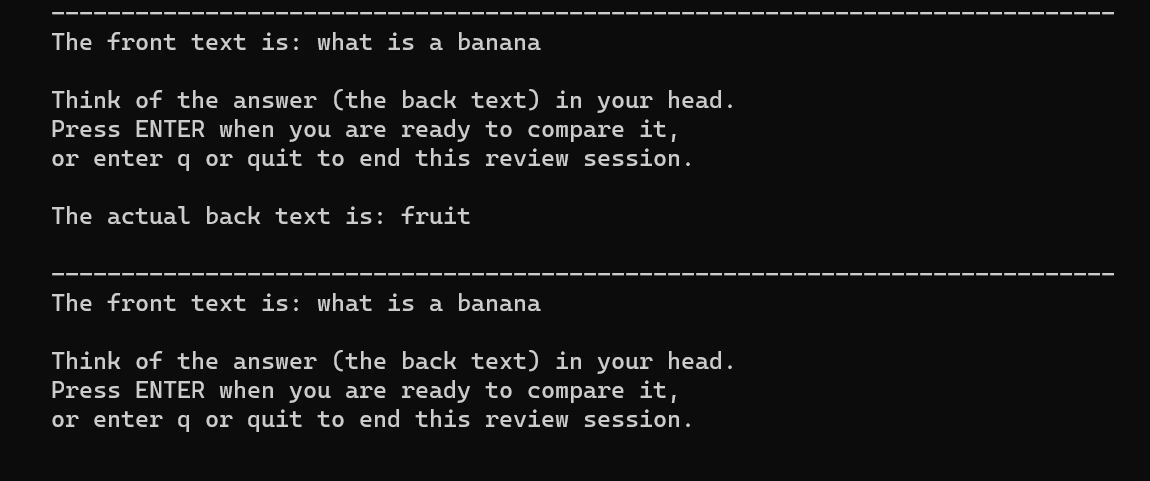 ----------------------------------------------------------------------------
The front text is: what is a banana
Think of the answer (the back text) in your head.
Press ENTER when you are ready to compare it,
or enter q or quit to end this review session.
The actual back text is: fruit
----------------------------------------------------------------------------
The front text is: what is a banana
Think of the answer (the back text) in your head.
Press ENTER when you are ready to compare it,
or enter q or quit to end this review session.